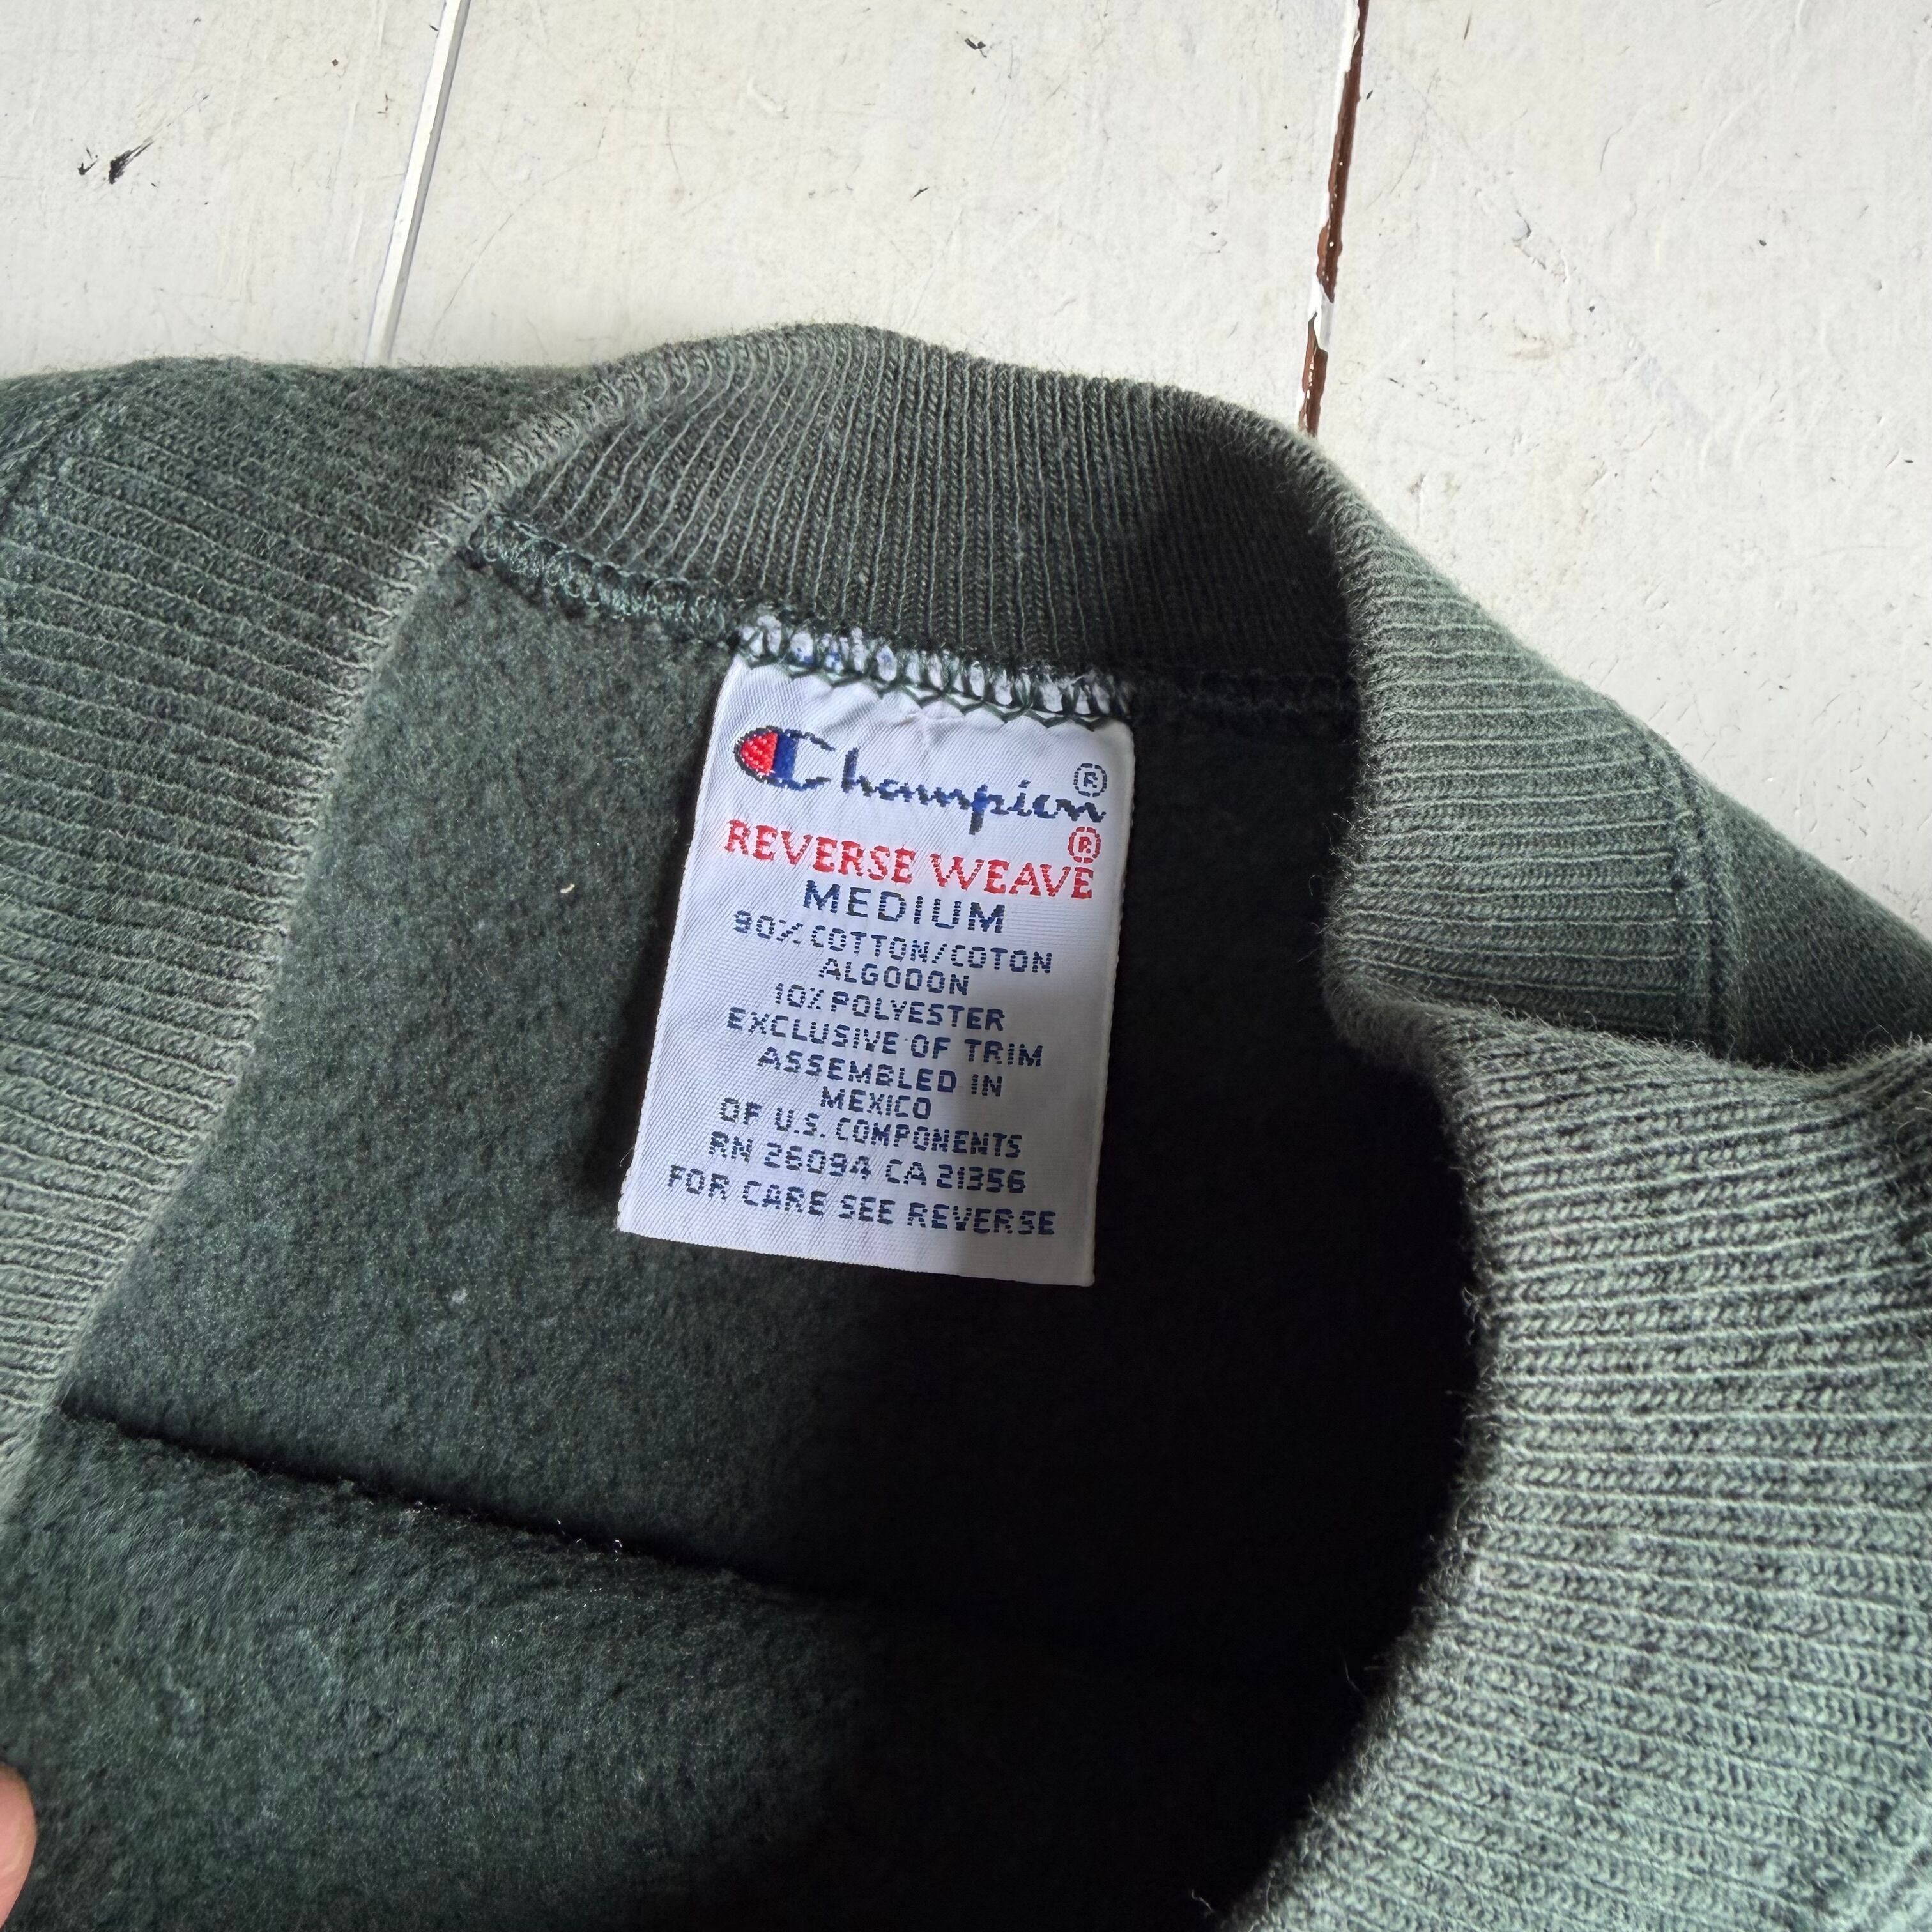 Champion®
REVERSE WEAVE®
MEDIUM
90% COTTON/COTON
ALGODON
10% POLYESTER
EXCLUSIVE OF TRIM
ASSEMBLED IN
MEXICO
OF U.S. COMPONENTS
RN 26094 CA 21356
FOR CARE SEE REVERSE